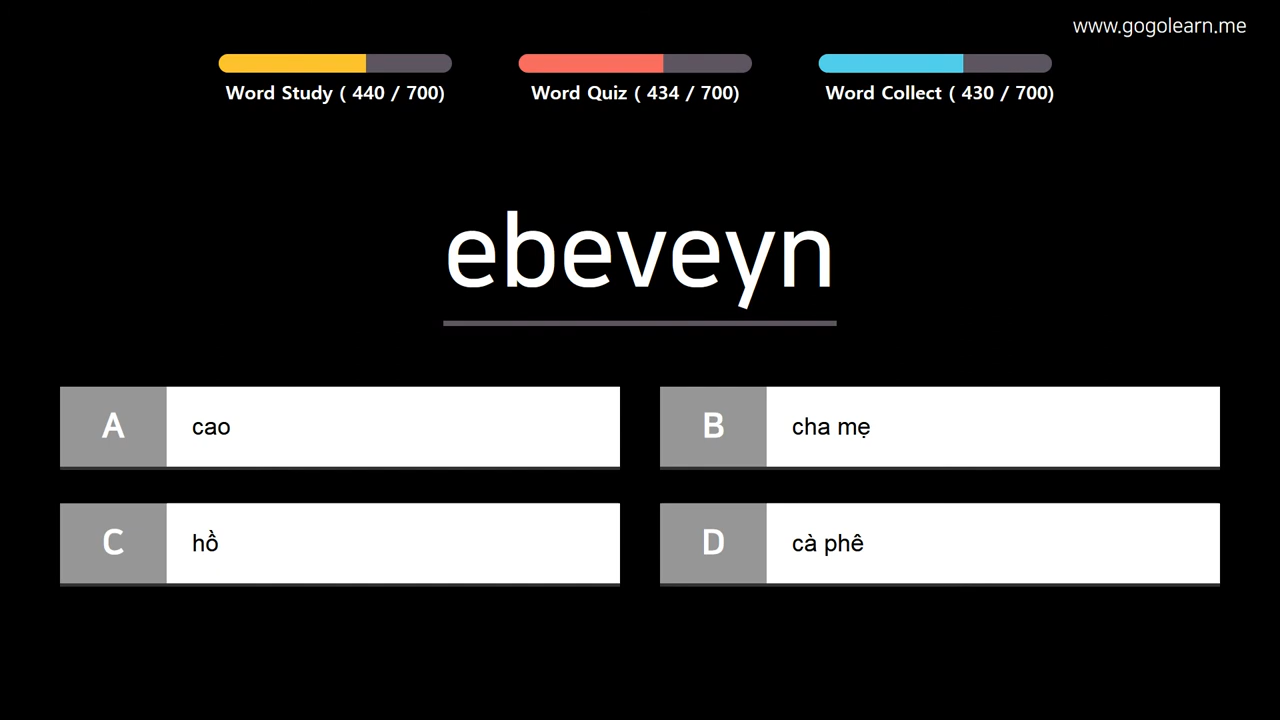 www.gogolearn.me
Word Study ( 440 / 700)
Word Quiz ( 434 / 700)
Word Collect ( 430 / 700)
ebeveyn
A cao
B cha mẹ
C hồ
D cà phê